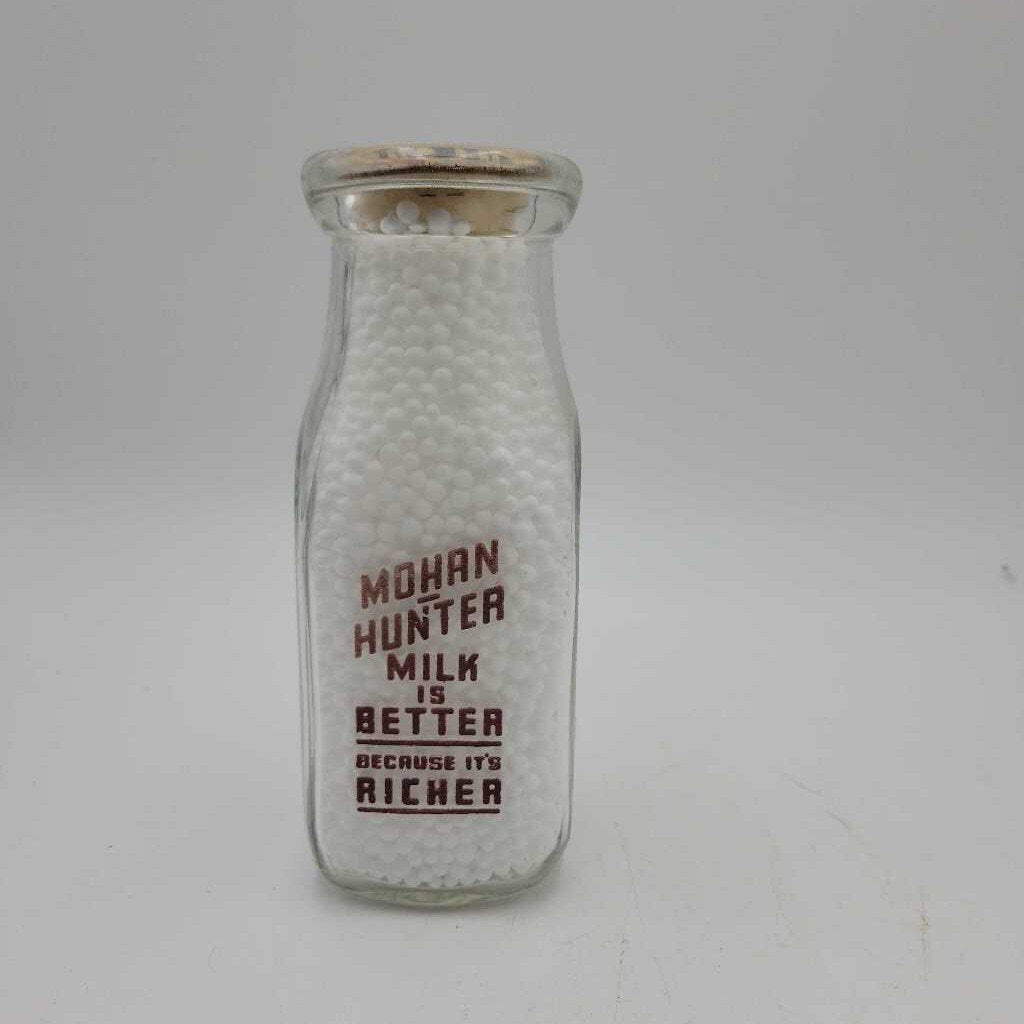 MOHAN
HUNTER
MILK
IS
BETTER
BECAUSE IT'S
RICHER